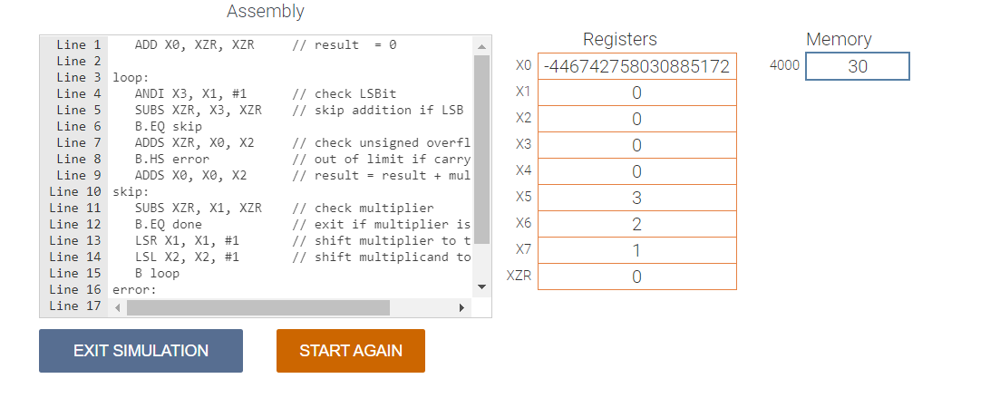 Assembly
Line 1 ADD X0, XZR, XZR // result = 0
Line 2
Line 3 loop:
Line 4 ANDI X3, X1, #1 // check LSBit
Line 5 SUBS XZR, X3, XZR // skip addition if LSB
Line 6 B.EQ skip
Line 7 ADDS XZR, X0, X2 // check unsigned overfl
Line 8 B.HS error // out of limit if carry
Line 9 ADDS X0, X0, X2 // result = result + mul
Line 10 skip:
Line 11 SUBS XZR, X1, XZR // check multiplier
Line 12 B.EQ done // exit if multiplier is
Line 13 LSR X1, X1, #1 // shift multiplier to t
Line 14 LSL X2, X2, #1 // shift multiplicand to
Line 15 B loop
Line 16 error:
Line 17
Registers
X0 -446742758030885172
X1 0
X2 0
X3 0
X4 0
X5 3
X6 2
X7 1
XZR 0
Memory
4000 30
EXIT SIMULATION
START AGAIN